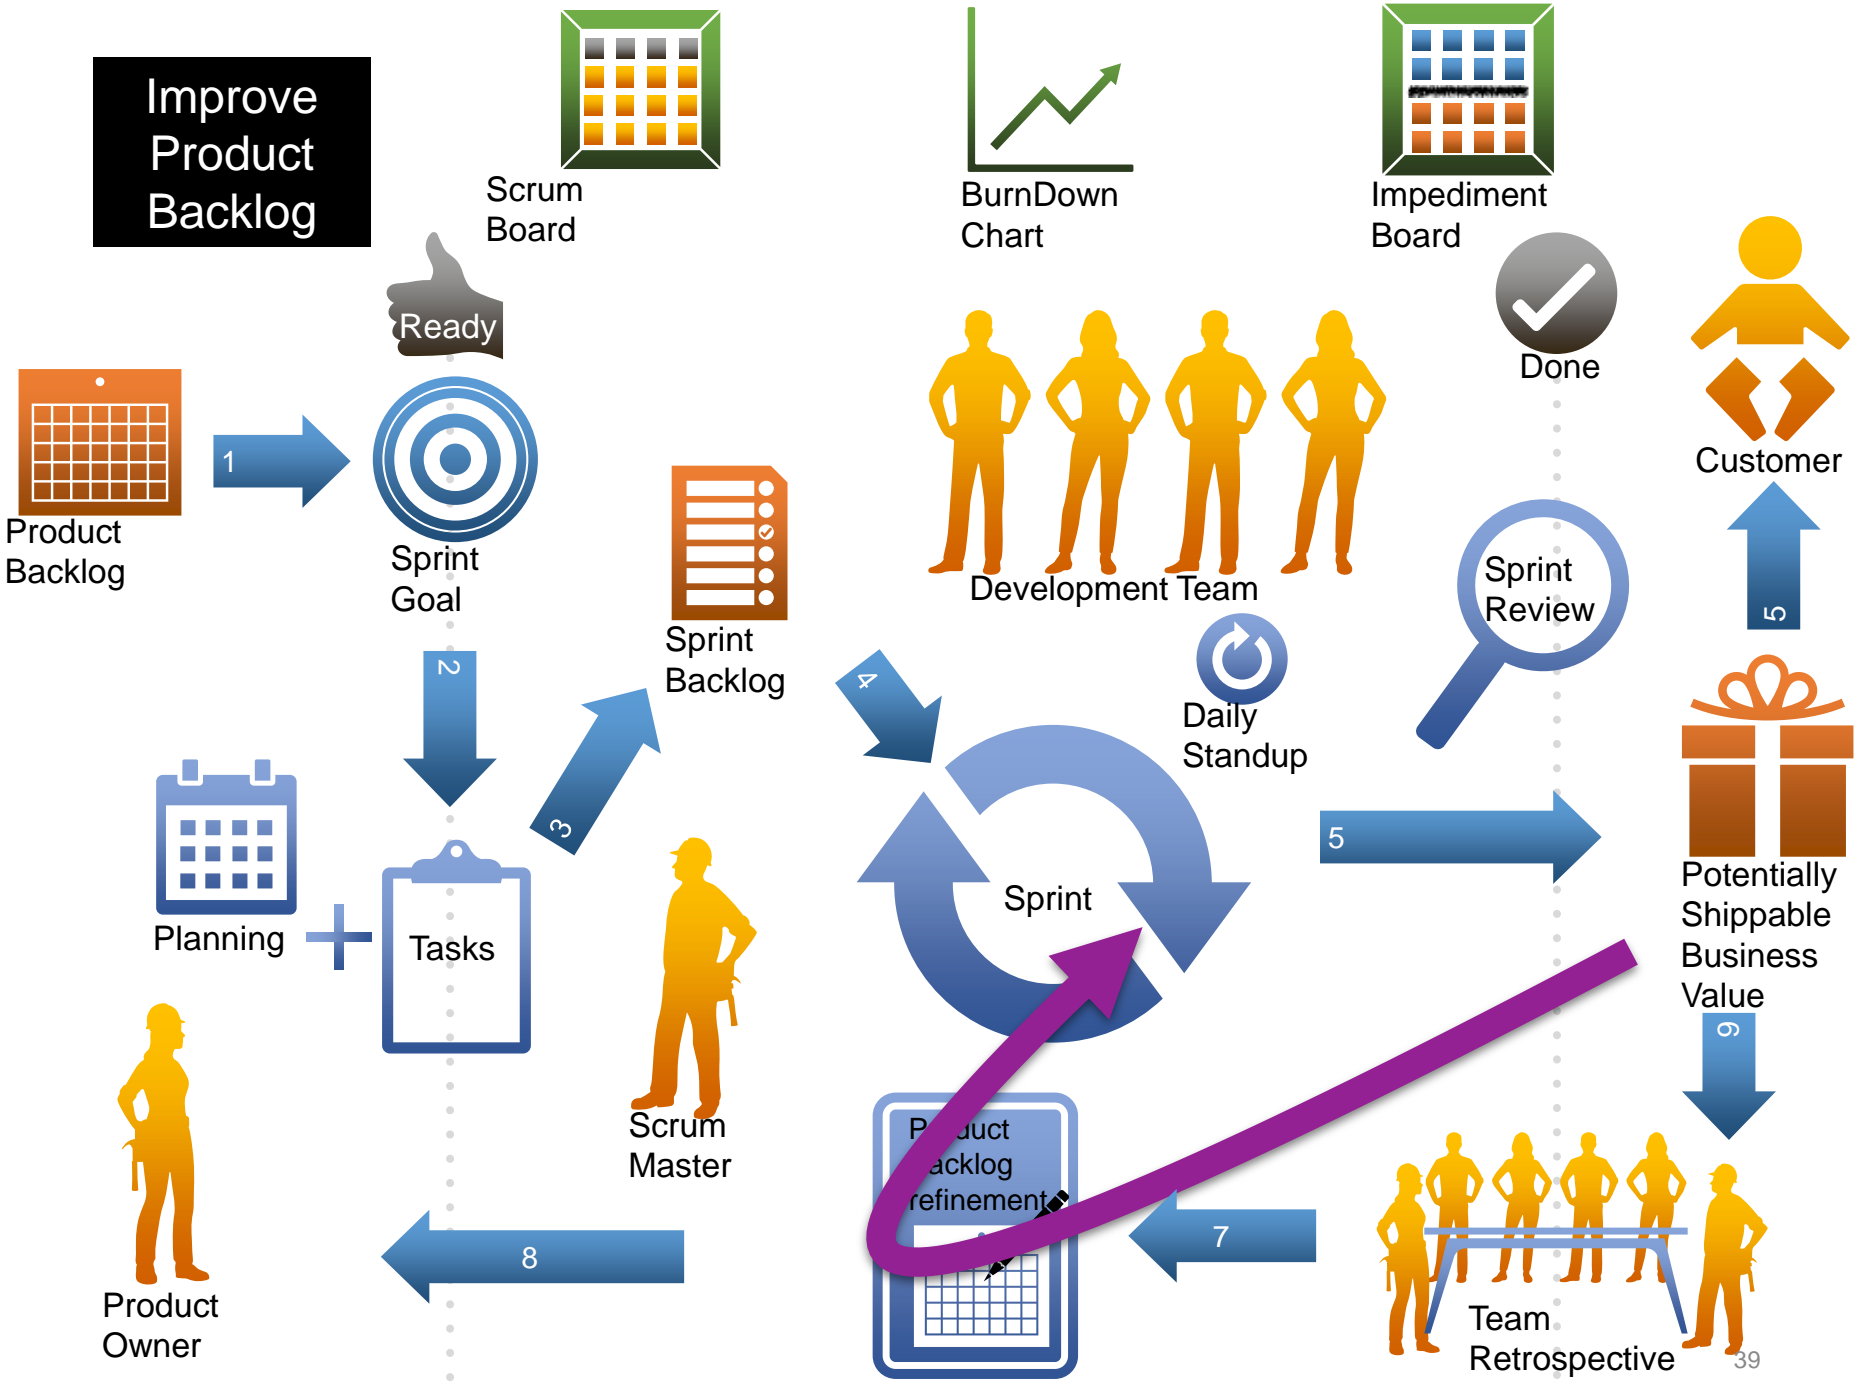 Improve
Product
Backlog
Scrum
Board
BurnDown
Chart
Impediment
Board
Ready
Done
Customer
Product
Backlog
1
Sprint
Goal
2
Sprint
Backlog
3
4
Development Team
Daily
Standup
Sprint
Review
5
5
Potentially
Shippable
Business
Value
Planning
Tasks
Sprint
Scrum
Master
Product
Owner
6
Product
Backlog
refinement
7
8
Team
Retrospective
39